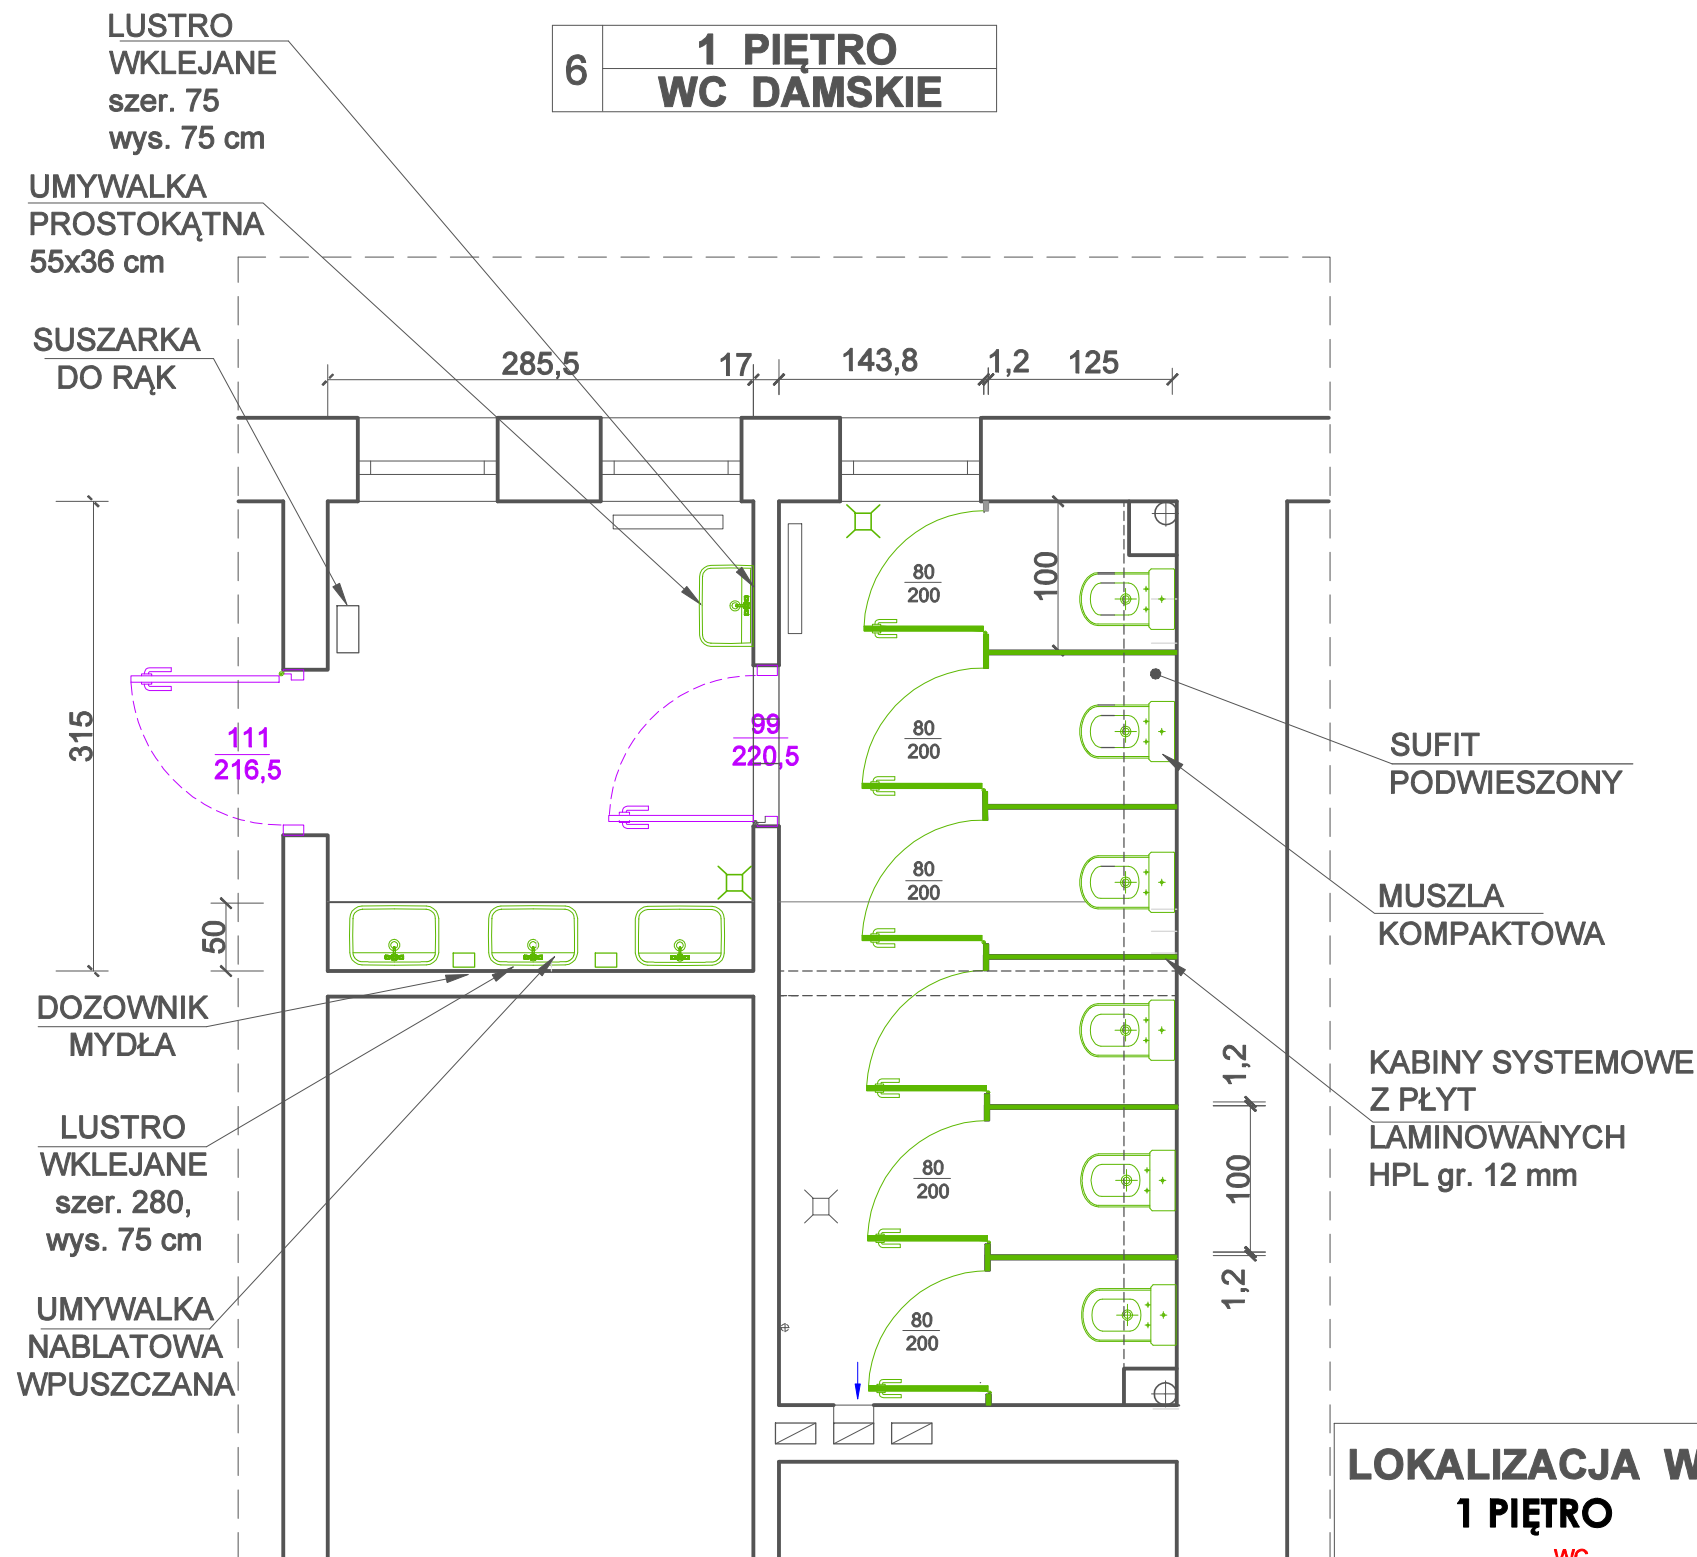 LUSTRO
WKLEJANE
szer. 75
wys. 75 cm
6
1 PIĘTRO
WC DAMSKIE
UMYWALKA
PROSTOKĄTNA
55x36 cm
SUSZARKA
DO RĄK
285,5
17
143,8
1,2
125
315
50
100
80
200
80
200
80
200
80
200
80
200
111
216,5
99
220,5
SUFIT
PODWIESZONY
MUSZLA
KOMPAKTOWA
KABINY SYSTEMOWE
Z PŁYT
LAMINOWANYCH
HPL gr. 12 mm
1,2
100
1,2
DOZOWNIK
MYDŁA
LUSTRO
WKLEJANE
szer. 280,
wys. 75 cm
UMYWALKA
NABLATOWA
WPUSZCZANA
LOKALIZACJA W
1 PIĘTRO
WC